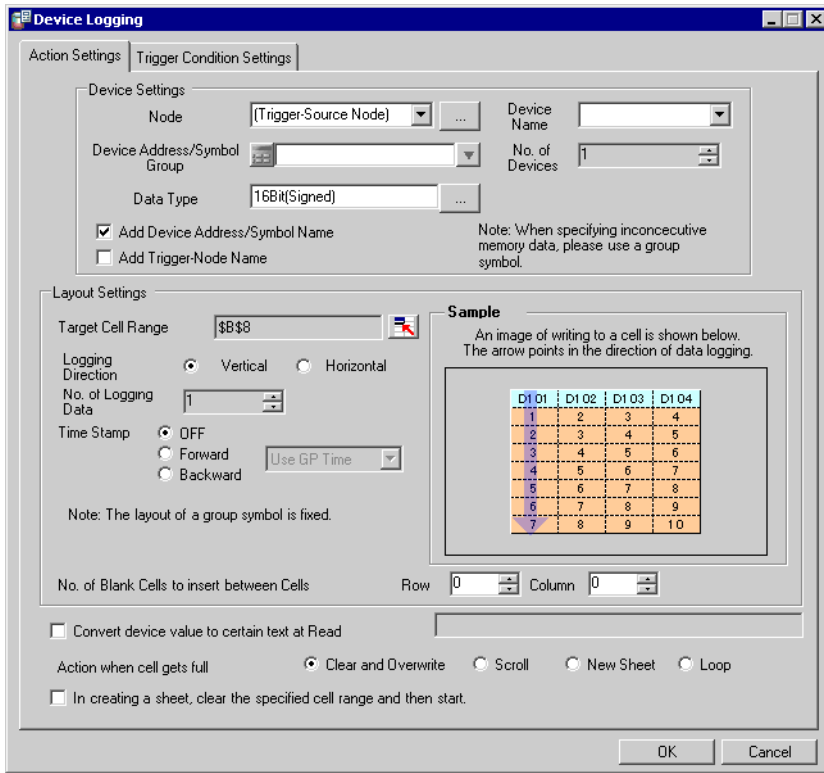 Device Logging
Action Settings
Trigger Condition Settings
Device Settings
Node
(Trigger-Source Node)
...
Device
Name
Device Address/Symbol
Group
No. of
Devices
1
Data Type
16Bit(Signed)
...
Add Device Address/Symbol Name
Add Trigger-Node Name
Note: When specifying inconcecutive
memory data, please use a group
symbol.
Layout Settings
Target Cell Range
$B$8
Logging
Direction
Vertical
Horizontal
No. of Logging
Data
1
Time Stamp
OFF
Forward
Backward
Use GP Time
Note: The layout of a group symbol is fixed.
Sample
An image of writing to a cell is shown below.
The arrow points in the direction of data logging.
D101 D102 D103 D104
1 2 3 4
2 3 4 5
3 4 5 6
4 5 6 7
5 6 7 8
6 7 8 9
7 8 9 10
No. of Blank Cells to insert between Cells
Row
0
Column
0
Convert device value to certain text at Read
Action when cell gets full
Clear and Overwrite
Scroll
New Sheet
Loop
In creating a sheet, clear the specified cell range and then start.
OK
Cancel